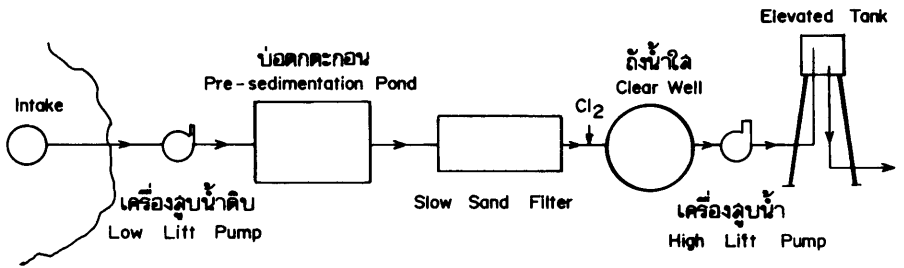 Elevated Tank
บ่อตกตะกอน
Pre-sedimentation Pond
ถังน้ำใส
Clear Well
Intake
Cl2
เครื่องสูบน้ำดิบ
Low Lift Pump
Slow Sand Filter
เครื่องสูบน้ำ
High Lift Pump